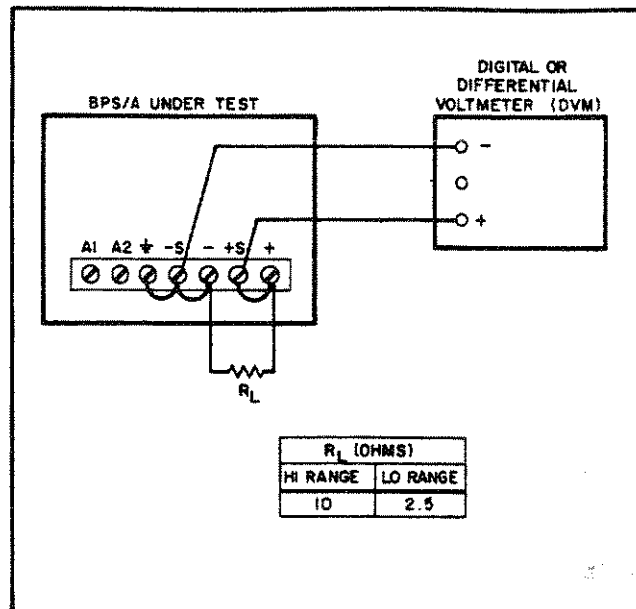 DIGITAL OR
DIFFERENTIAL
VOLTMETER (DVM)
BPS/A UNDER TEST
-
+
A1 A2 ⏚ -S - +S +
RL
RL (OHMS)
HI RANGE LO RANGE
10 2.5